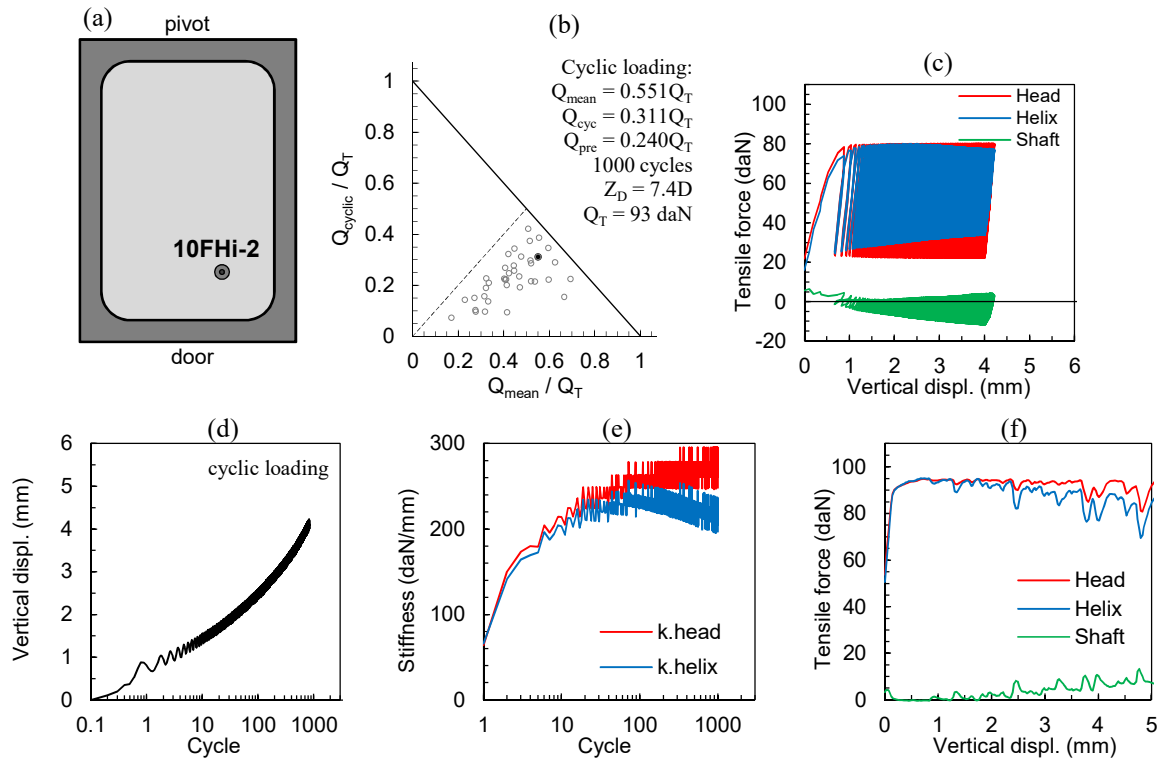 (a)
pivot
10FHi-2
door
(b)
Cyclic loading:
Q_mean = 0.551Q_T
Q_cyc = 0.311Q_T
Q_pre = 0.240Q_T
1000 cycles
Z_D = 7.4D
Q_T = 93 daN
1
0.8
0.6
0.4
0.2
0
Q_cyclic / Q_T
0 0.2 0.4 0.6 0.8 1
Q_mean / Q_T
(c)
Head
Helix
Shaft
100
80
60
40
20
0
-20
Tensile force (daN)
0 1 2 3 4 5 6
Vertical displ. (mm)
(d)
cyclic loading
6
5
4
3
2
1
0
Vertical displ. (mm)
0.1 1 10 100 1000
Cycle
(e)
300
200
100
0
Stiffness (daN/mm)
k.head
k.helix
1 10 100 1000
Cycle
(f)
100
80
60
40
20
0
Tensile force (daN)
Head
Helix
Shaft
0 1 2 3 4 5
Vertical displ. (mm)